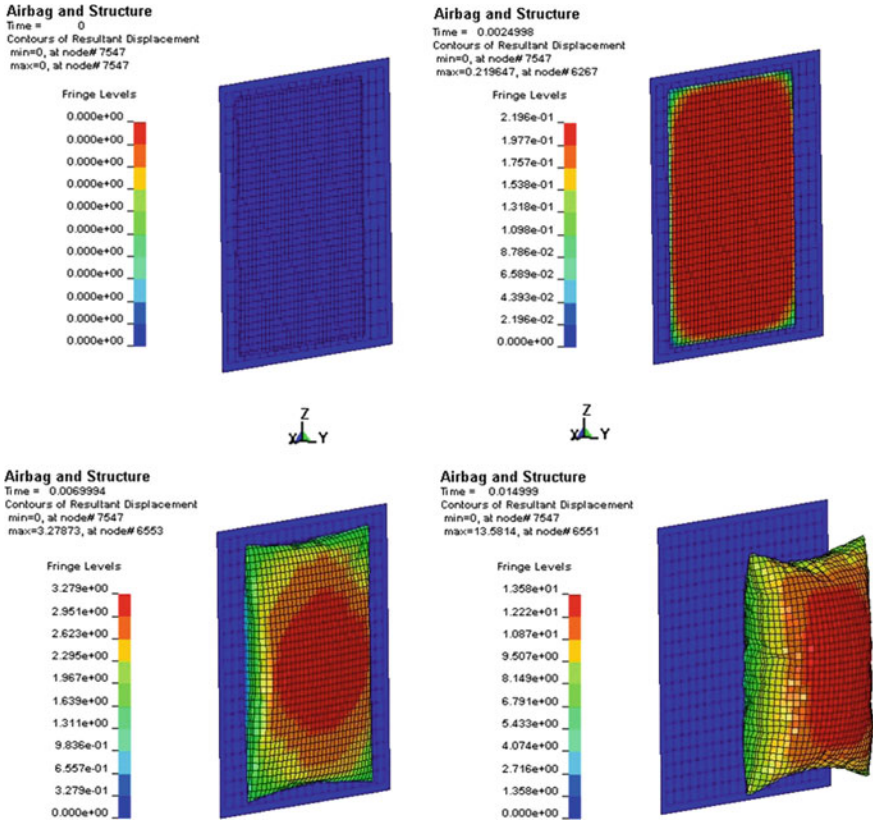 Airbag and Structure
Time = 0
Contours of Resultant Displacement
min=0, at node# 7547
max=0, at node# 7547
Fringe Levels
0.000e+00
0.000e+00
0.000e+00
0.000e+00
0.000e+00
0.000e+00
0.000e+00
0.000e+00
0.000e+00
0.000e+00
0.000e+00
Z
X Y
Airbag and Structure
Time = 0.0024998
Contours of Resultant Displacement
min=0, at node# 7547
max=0.219647, at node# 6267
Fringe Levels
2.196e-01
1.977e-01
1.757e-01
1.538e-01
1.318e-01
1.098e-01
8.786e-02
6.589e-02
4.393e-02
2.196e-02
0.000e+00
Z
X Y
Airbag and Structure
Time = 0.0069994
Contours of Resultant Displacement
min=0, at node# 7547
max=3.27873, at node# 6553
Fringe Levels
3.279e+00
2.951e+00
2.623e+00
2.295e+00
1.967e+00
1.639e+00
1.311e+00
9.836e-01
6.557e-01
3.279e-01
0.000e+00
Airbag and Structure
Time = 0.014999
Contours of Resultant Displacement
min=0, at node# 7547
max=13.5814, at node# 6551
Fringe Levels
1.358e+01
1.222e+01
1.087e+01
9.507e+00
8.149e+00
6.791e+00
5.433e+00
4.074e+00
2.716e+00
1.358e+00
0.000e+00